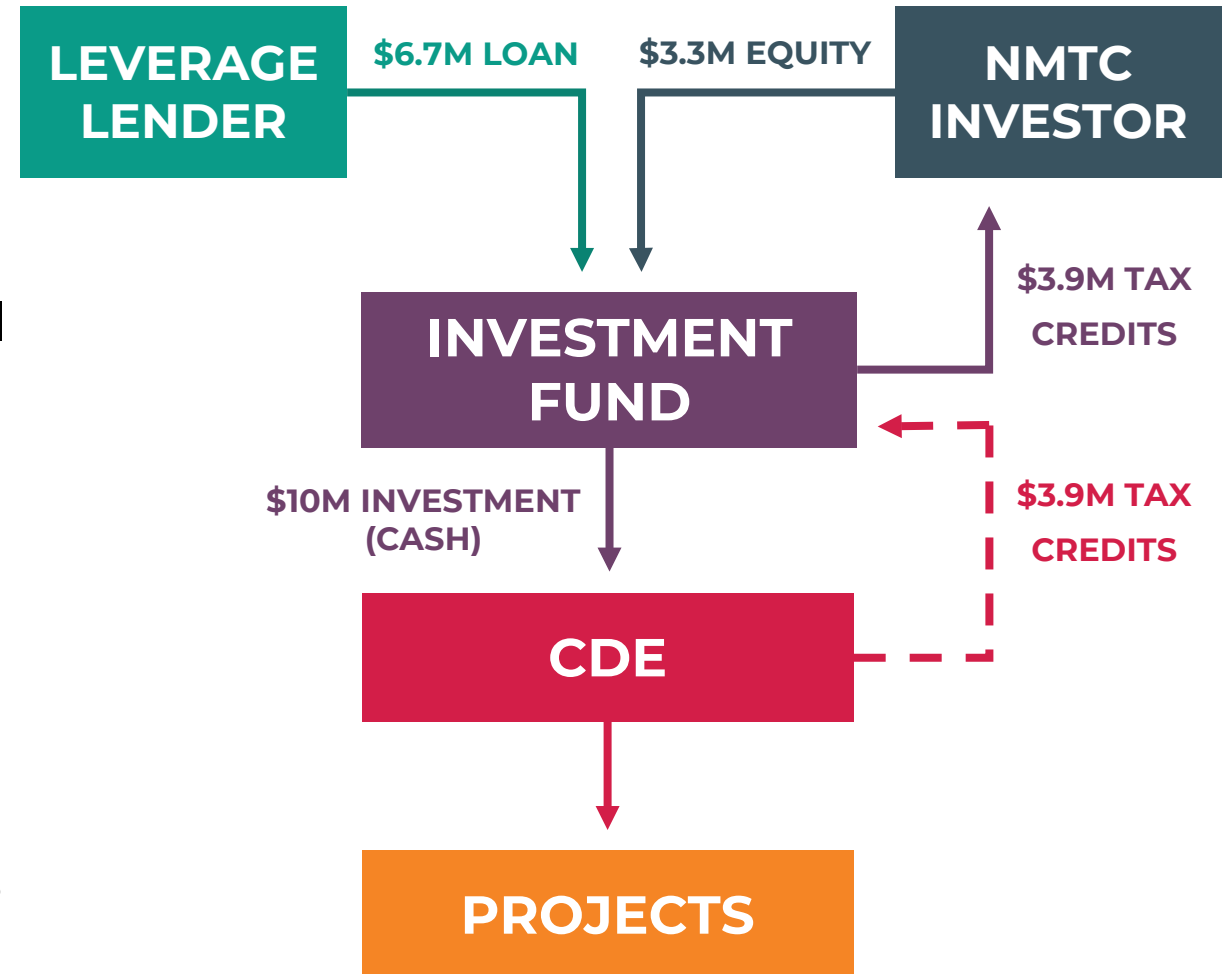 LEVERAGE
LENDER
$6.7M LOAN
$3.3M EQUITY
NMTC
INVESTOR
$3.9M TAX
CREDITS
INVESTMENT
FUND
$10M INVESTMENT
(CASH)
$3.9M TAX
CREDITS
CDE
PROJECTS